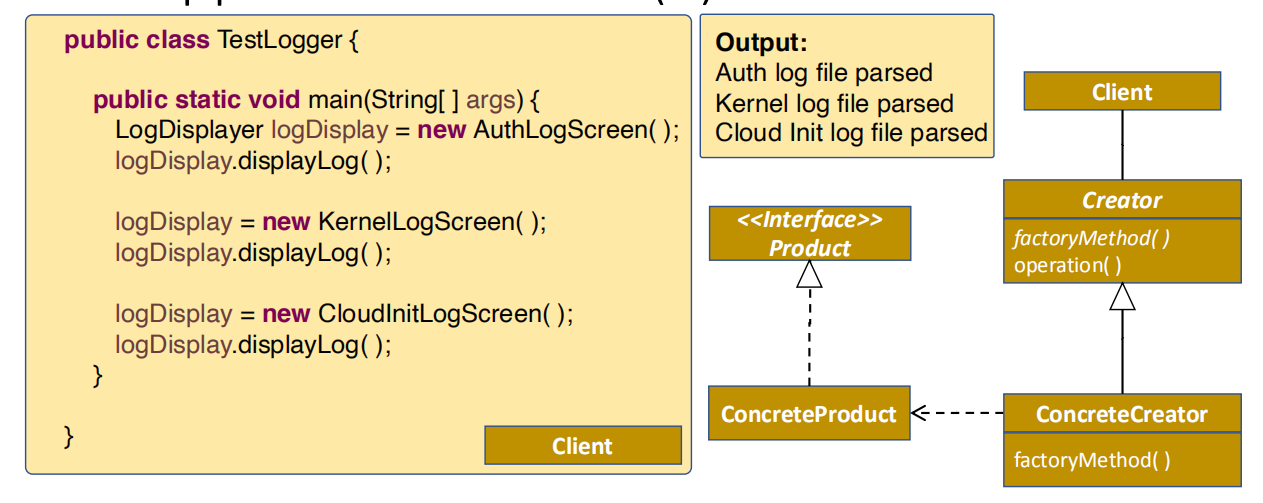 public class TestLogger {
public static void main(String[ ] args) {
LogDisplayer logDisplay = new AuthLogScreen( );
logDisplay.displayLog( );
logDisplay = new KernelLogScreen( );
logDisplay.displayLog( );
logDisplay = new CloudInitLogScreen( );
logDisplay.displayLog( );
}
}
Client
Output:
Auth log file parsed
Kernel log file parsed
Cloud Init log file parsed
Client
Creator
factoryMethod( )
operation( )
<<Interface>>
Product
ConcreteProduct
ConcreteCreator
factoryMethod( )